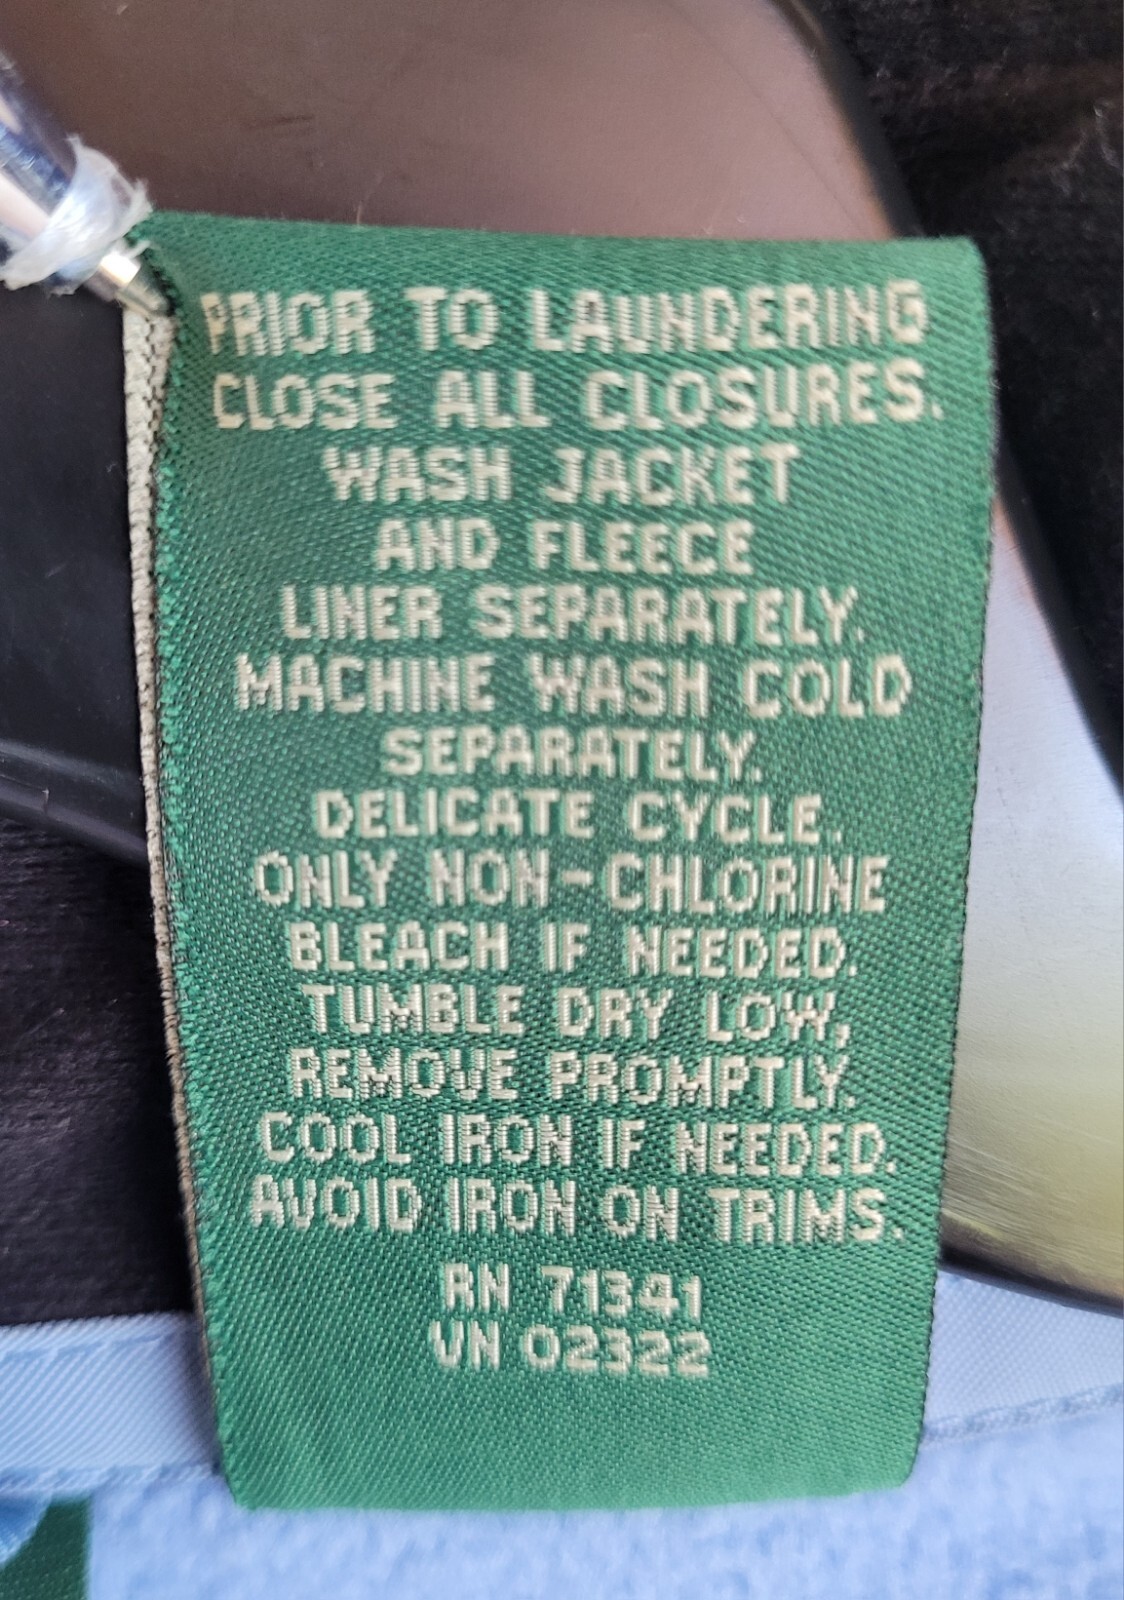 PRIOR TO LAUNDERING
CLOSE ALL CLOSURES.
WASH JACKET
AND FLEECE
LINER SEPARATELY.
MACHINE WASH COLD
SEPARATELY.
DELICATE CYCLE.
ONLY NON-CHLORINE
BLEACH IF NEEDED.
TUMBLE DRY LOW,
REMOVE PROMPTLY.
COOL IRON IF NEEDED.
AVOID IRON ON TRIMS.
RN 71341
VN 02322